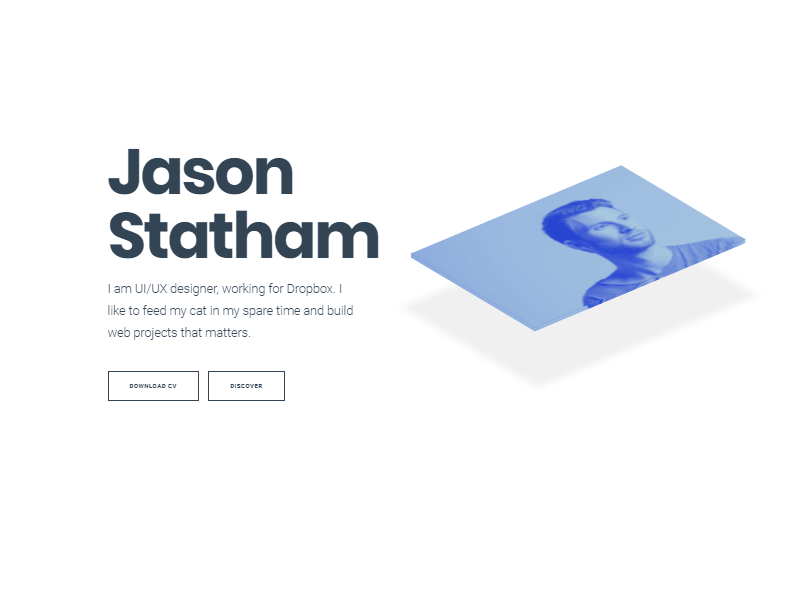 Jason
Statham
I am UI/UX designer, working for Dropbox. I
like to feed my cat in my spare time and build
web projects that matters.
DOWNLOAD CV
DISCOVER